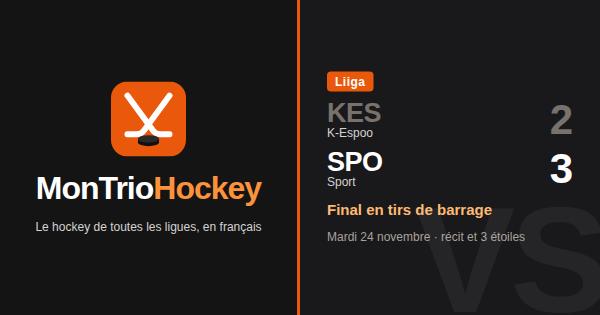 MonTrioHockey
Le hockey de toutes les ligues, en français
Liiga
KES 2
K-Espoo
SPO 3
Sport
Final en tirs de barrage
Mardi 24 novembre · récit et 3 étoiles
VS